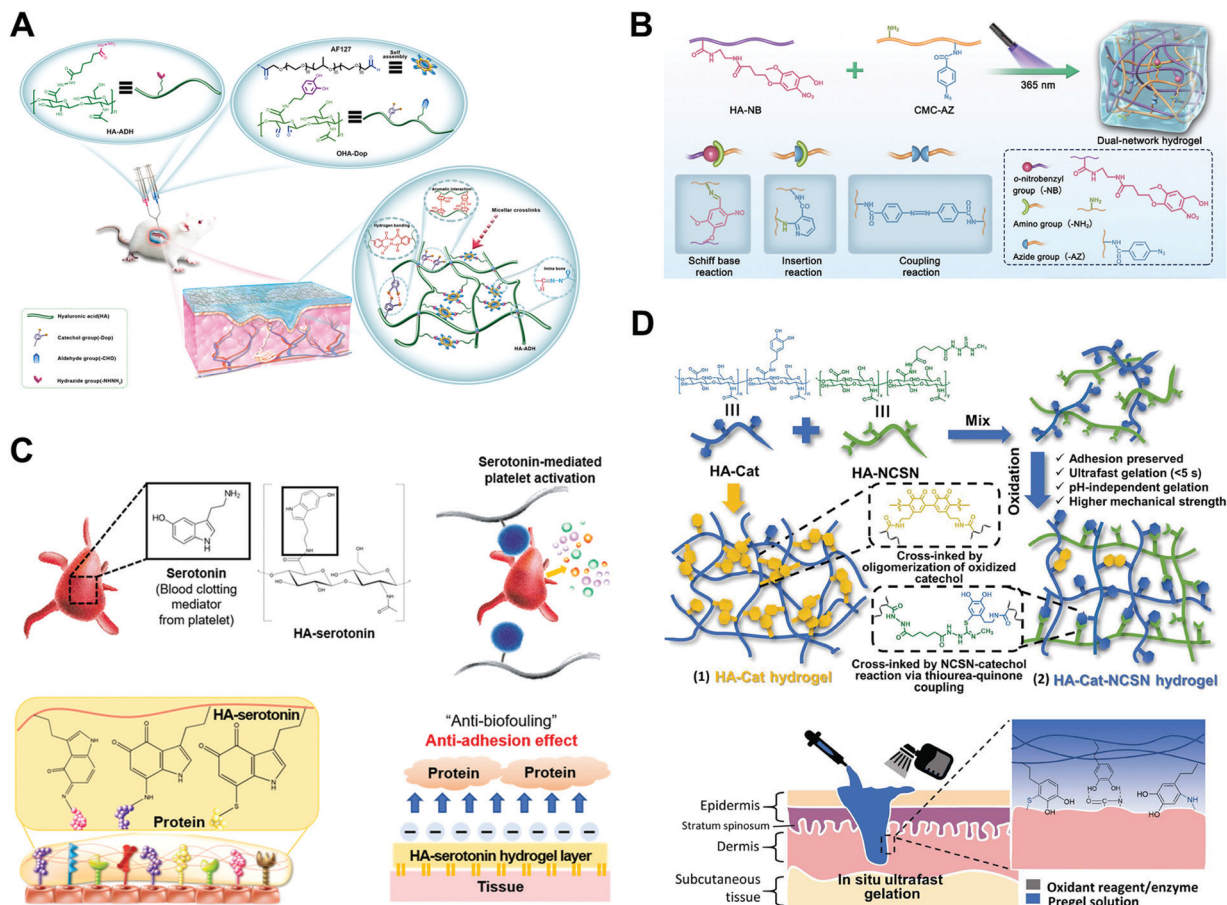 A
AF127
Self
assembly
HA-ADH
OHA-Dop
Aromatic interaction
Micellar crosslinks
Hydrogen bonding
Imine bone
HA-ADH
Hyaluronic acid(HA)
Catechol group(-Dop)
Aldehyde group(-CHO)
Hydrazide group(-NHNH₂)
B
HA-NB
CMC-AZ
365 nm
Dual-network hydrogel
Schiff base
reaction
Insertion
reaction
Coupling
reaction
o-nitrobenzyl
group (-NB)
Amino group (-NH₂)
Azide group (-AZ)
C
Serotonin
(Blood clotting
mediator
from platelet)
HA-serotonin
Serotonin-mediated
platelet activation
HA-serotonin
Protein
"Anti-biofouling"
Anti-adhesion effect
Protein Protein
HA-serotonin hydrogel layer
Tissue
D
HA-Cat
HA-NCSN
Mix
Oxidation
✓ Adhesion preserved
✓ Ultrafast gelation (<5 s)
✓ pH-independent gelation
✓ Higher mechanical strength
Cross-inked by
oligomerization of oxidized
catechol
Cross-inked by NCSN-catechol
reaction via thiourea-quinone
coupling
(1) HA-Cat hydrogel
(2) HA-Cat-NCSN hydrogel
Epidermis
Stratum spinosum
Dermis
Subcutaneous
tissue
In situ ultrafast
gelation
Oxidant reagent/enzyme
Pregel solution